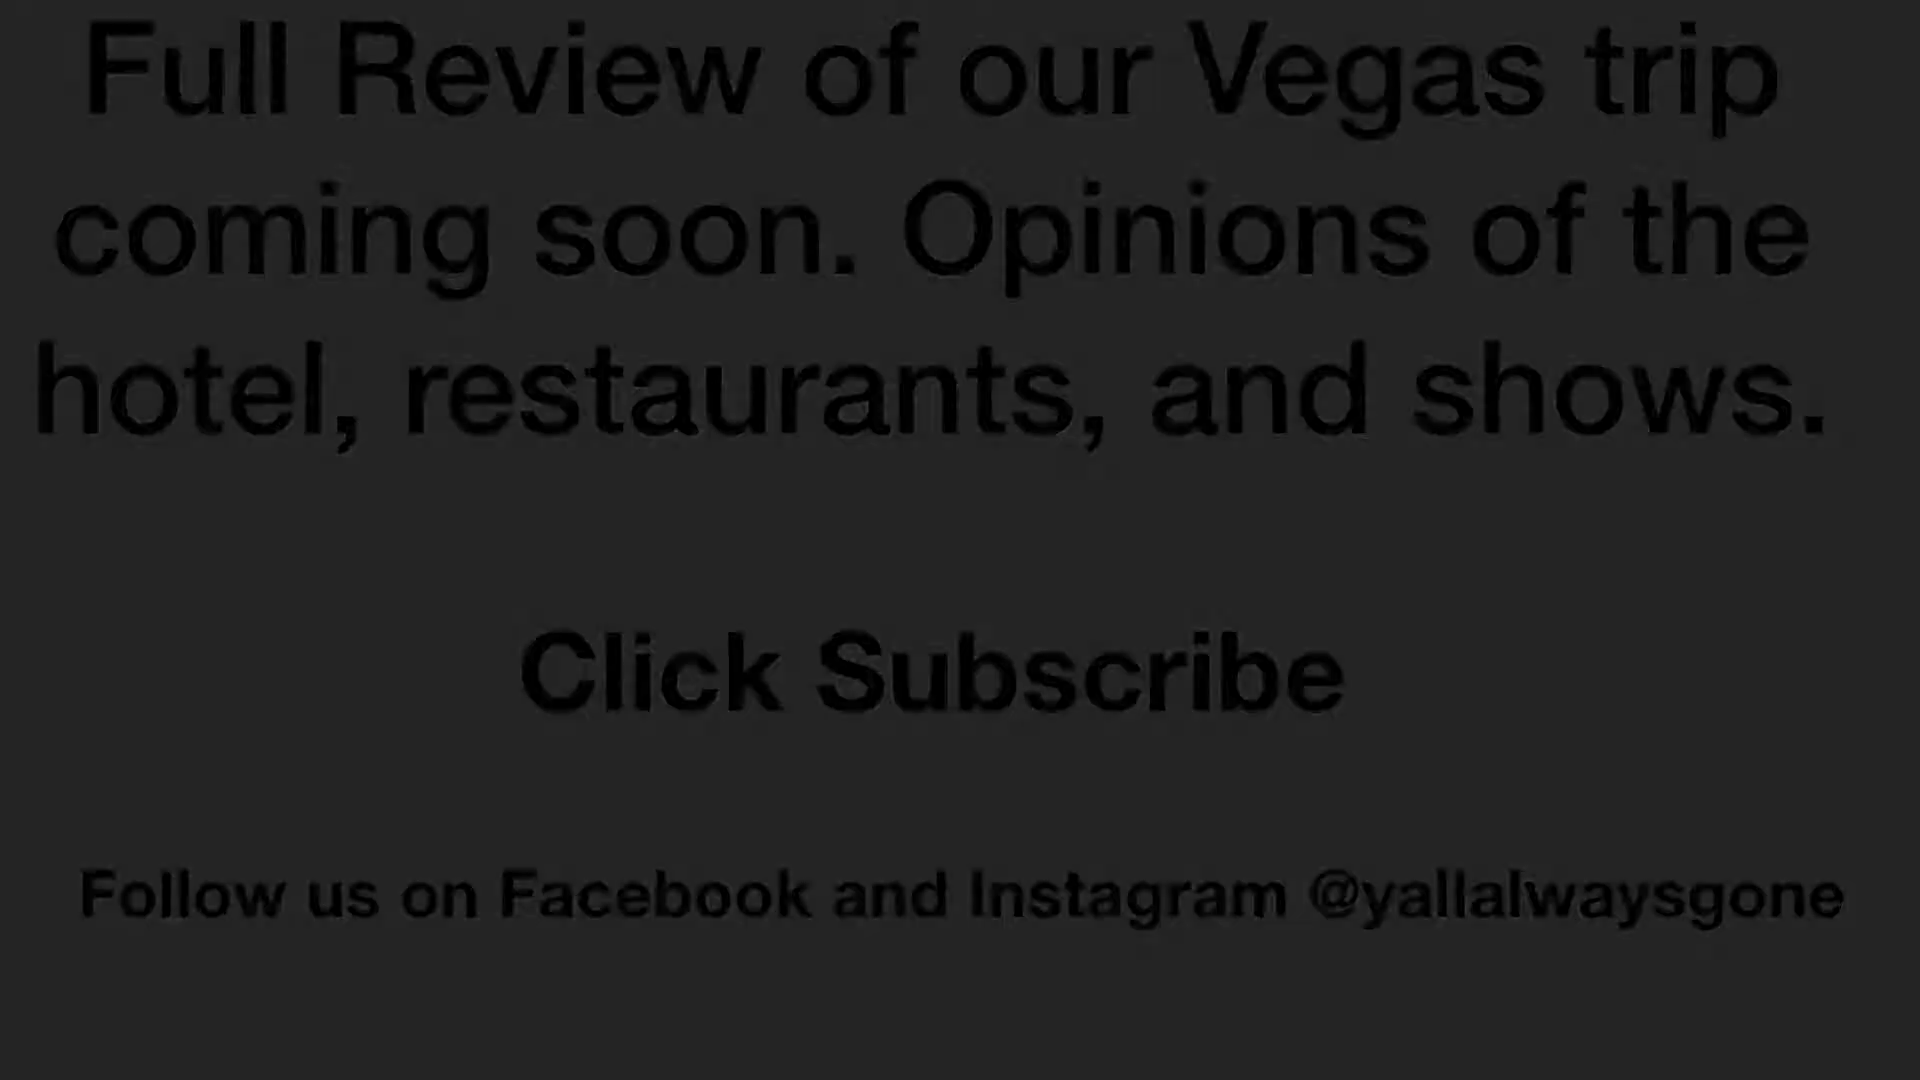 Full Review of our Vegas trip
coming soon. Opinions of the
hotel, restaurants, and shows.
Click Subscribe
Follow us on Facebook and Instagram @yallalwaysgone